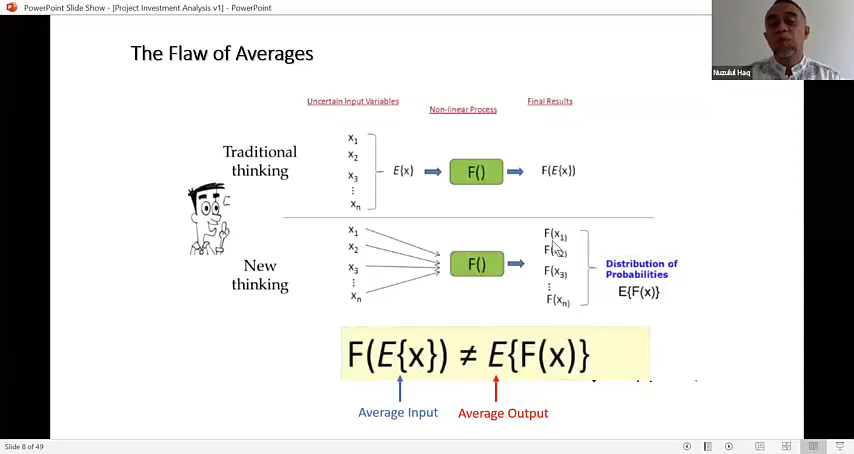 PowerPoint Slide Show - [Project Investment Analysis v1] - PowerPoint
The Flaw of Averages
Nuzulul Haq
Uncertain Input Variables
Non-linear Process
Final Results
Traditional
thinking
x1
x2
x3
⋮
xn
E{x}
F()
F(E{x})
New
thinking
x1
x2
x3
⋮
xn
F()
F(x1)
F(x2)
F(x3)
⋮
F(xn)
Distribution of
Probabilities
E{F(x)}
F(E{x}) ≠ E{F(x)}
Average Input
Average Output
Slide 8 of 49